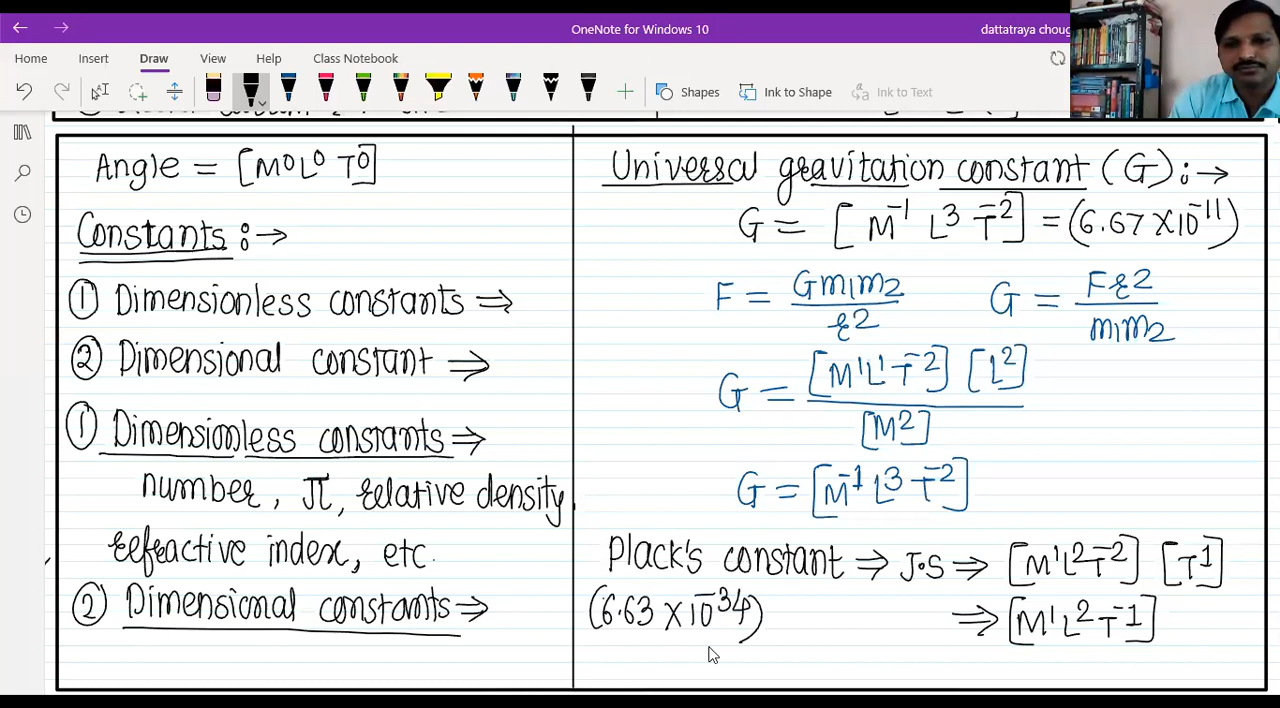 OneNote for Windows 10
dattatraya choug
Home Insert Draw View Help Class Notebook
Shapes Ink to Shape Ink to Text
Angle = [M⁰L⁰ T⁰]
Constants :→
① Dimensionless constants ⇒
② Dimensional constant ⇒
① Dimensionless constants ⇒
number, π, relative density,
refractive index, etc.
② Dimensional constants ⇒
Universal gravitation constant (G) :→
G = [M⁻¹ L³ T⁻²] = (6.67 X 10⁻¹¹)
F = Gm1m2/r² G = Fr²/m1m2
G = [M¹L¹T⁻²] [L²]/[M²]
G = [M⁻¹L³T⁻²]
Plack's constant ⇒ J.S ⇒ [M¹L²T⁻²] [T¹]
(6.63 X 10⁻³⁴) ⇒ [M¹L²T⁻¹]